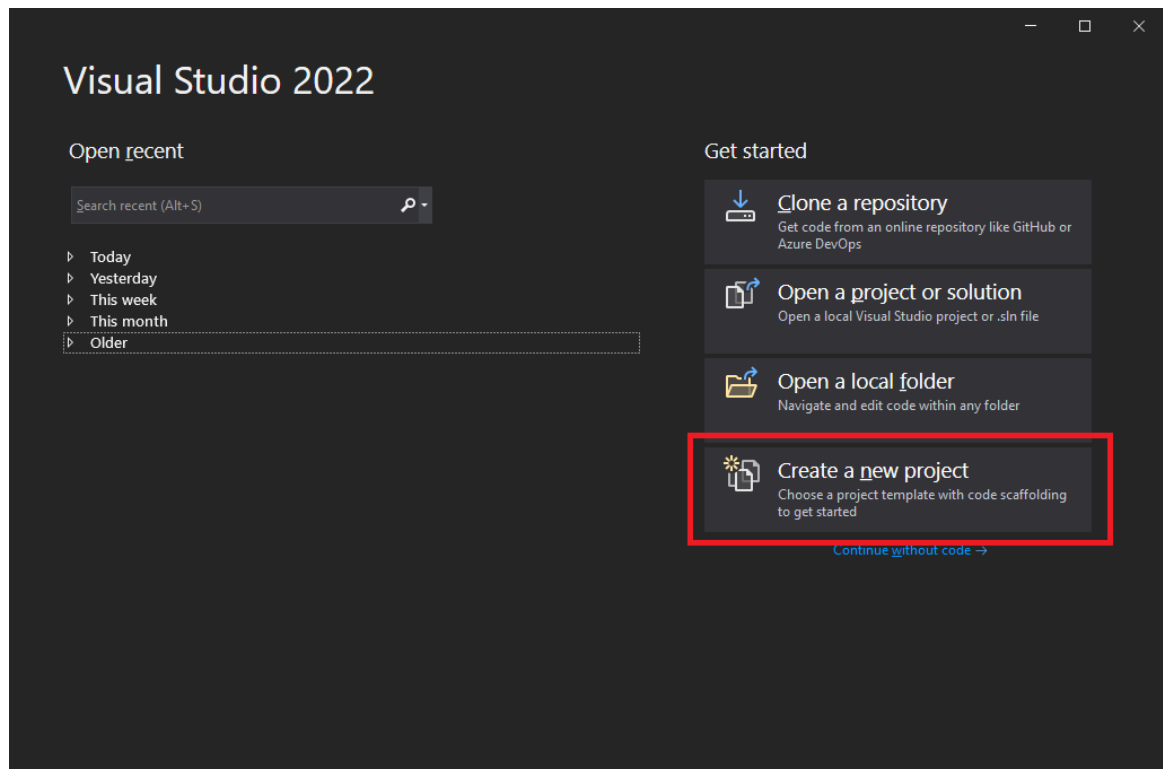 Visual Studio 2022
Open recent
Search recent (Alt+S)
Today
Yesterday
This week
This month
Older
Get started
Clone a repository
Get code from an online repository like GitHub or
Azure DevOps
Open a project or solution
Open a local Visual Studio project or .sln file
Open a local folder
Navigate and edit code within any folder
Create a new project
Choose a project template with code scaffolding
to get started
Continue without code →